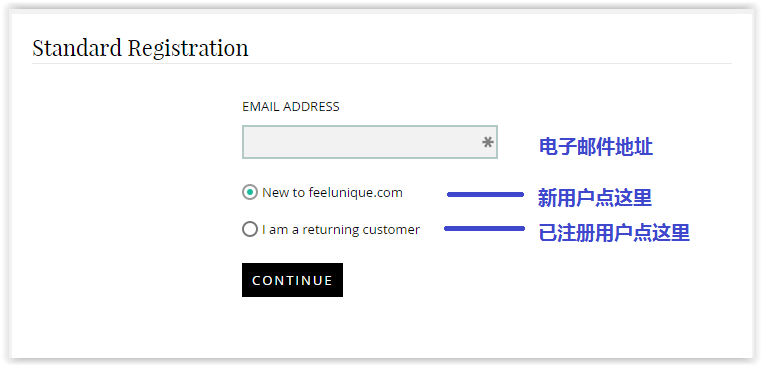 Standard Registration
EMAIL ADDRESS
电子邮件地址
New to feelunique.com
新用户点这里
I am a returning customer
已注册用户点这里
CONTINUE